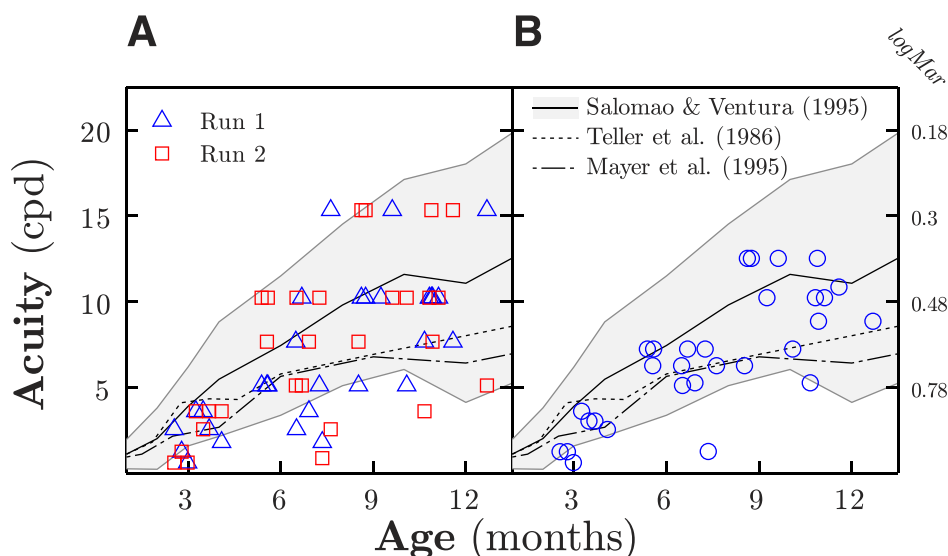 A
B
logMar
Run 1
Run 2
Salomao & Ventura (1995)
Teller et al. (1986)
Mayer et al. (1995)
20
15
10
5
0.18
0.3
0.48
0.78
3 6 9 12
3 6 9 12
Acuity (cpd)
Age (months)